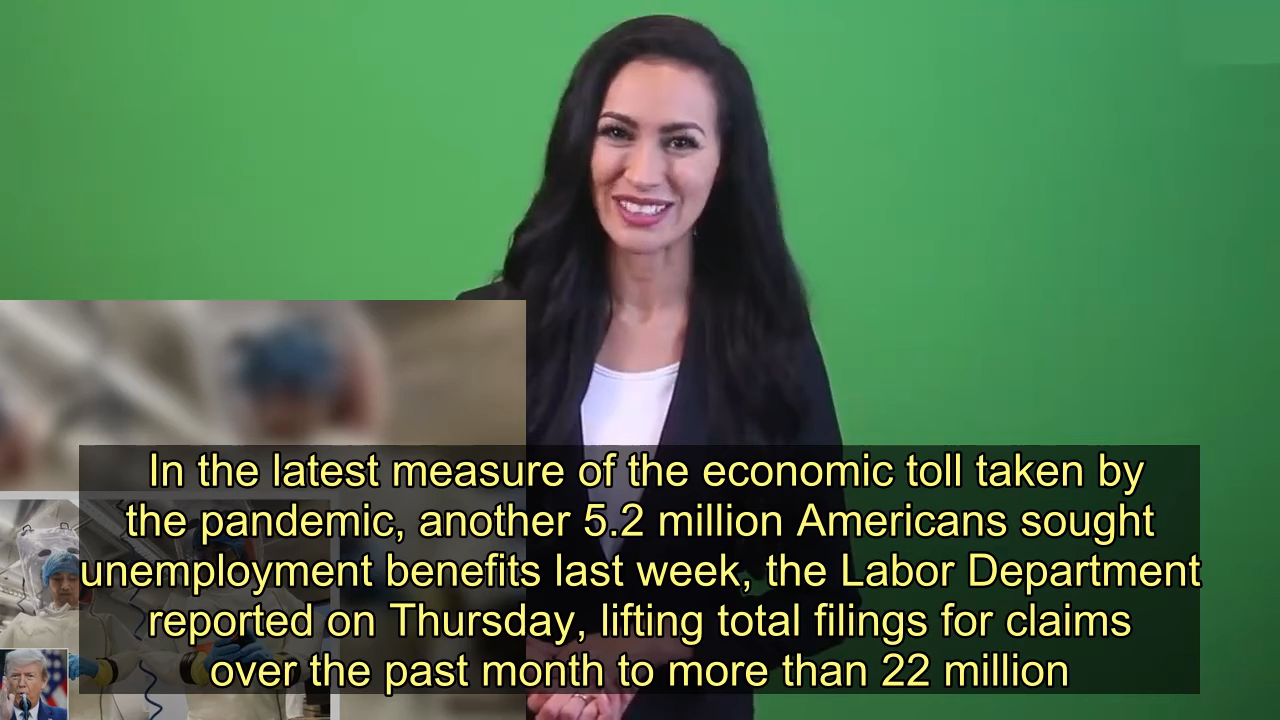 In the latest measure of the economic toll taken by
the pandemic, another 5.2 million Americans sought
unemployment benefits last week, the Labor Department
reported on Thursday, lifting total filings for claims
over the past month to more than 22 million